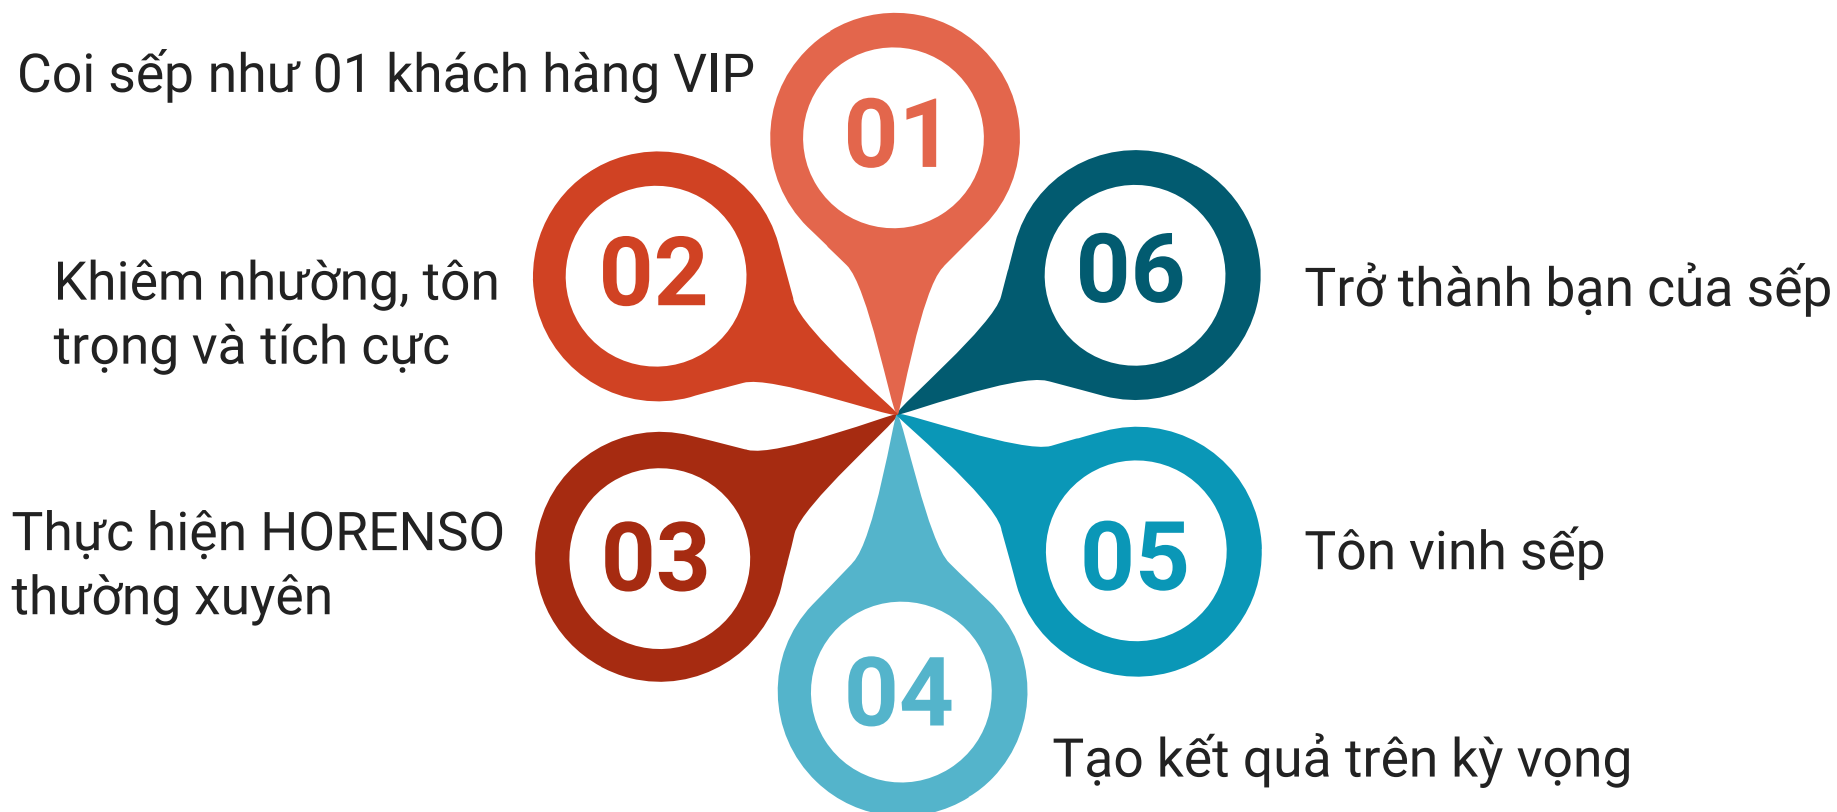 Coi sếp như 01 khách hàng VIP
01
02
Khiêm nhường, tôn
trọng và tích cực
03
Thực hiện HORENSO
thường xuyên
04
Tạo kết quả trên kỳ vọng
05
Tôn vinh sếp
06
Trở thành bạn của sếp